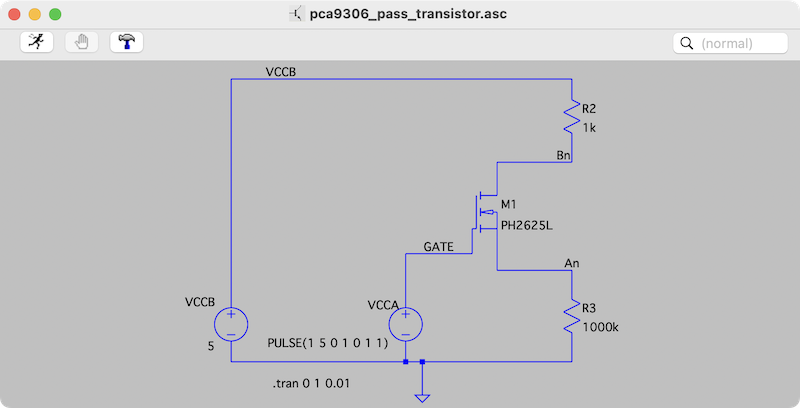 pca9306_pass_transistor.asc
(normal)
VCCB
R2
1k
Bn
M1
PH2625L
GATE
An
VCCB
VCCA
R3
1000k
5
PULSE(1 5 0 1 0 1 1)
.tran 0 1 0.01